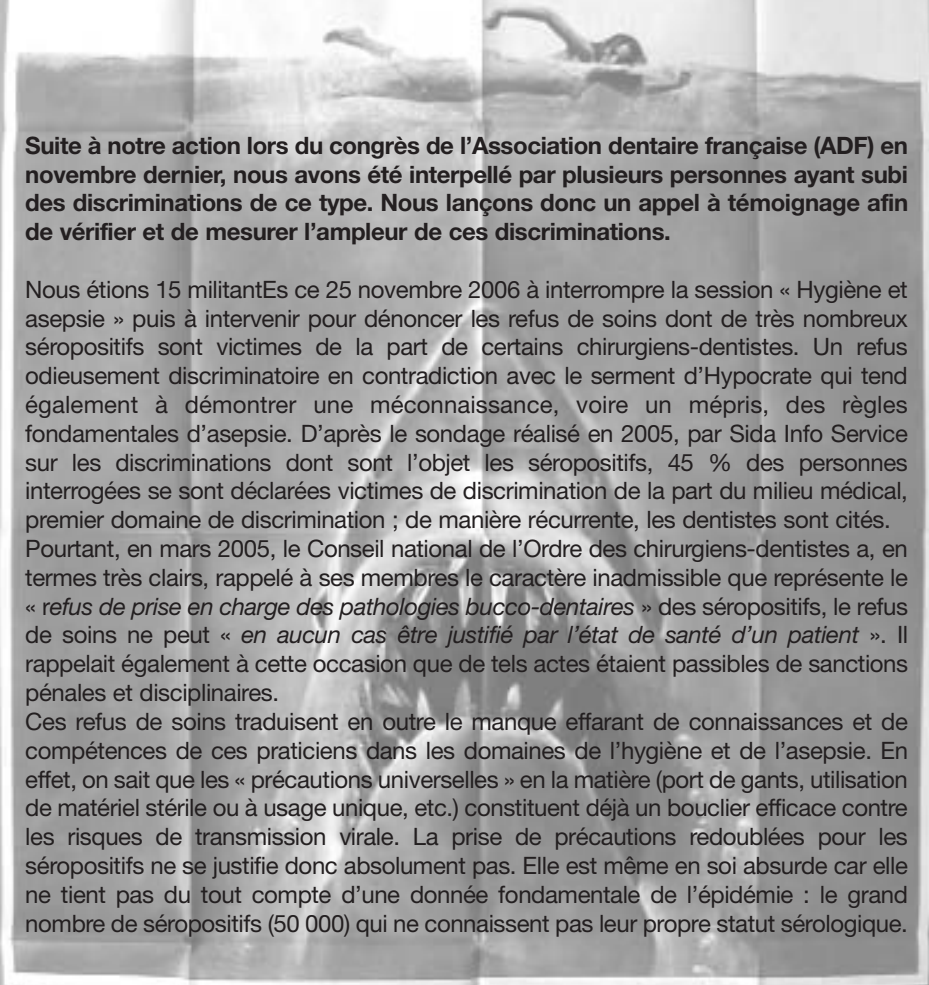 Suite à notre action lors du congrès de l’Association dentaire française (ADF) en
novembre dernier, nous avons été interpellé par plusieurs personnes ayant subi
des discriminations de ce type. Nous lançons donc un appel à témoignage afin
de vérifier et de mesurer l’ampleur de ces discriminations.
Nous étions 15 militantEs ce 25 novembre 2006 à interrompre la session « Hygiène et
asepsie » puis à intervenir pour dénoncer les refus de soins dont de très nombreux
séropositifs sont victimes de la part de certains chirurgiens-dentistes. Un refus
odieusement discriminatoire en contradiction avec le serment d’Hypocrate qui tend
également à démontrer une méconnaissance, voire un mépris, des règles
fondamentales d’asepsie. D’après le sondage réalisé en 2005, par Sida Info Service
sur les discriminations dont sont l’objet les séropositifs, 45 % des personnes
interrogées se sont déclarées victimes de discrimination de la part du milieu médical,
premier domaine de discrimination ; de manière récurrente, les dentistes sont cités.
Pourtant, en mars 2005, le Conseil national de l’Ordre des chirurgiens-dentistes a, en
termes très clairs, rappelé à ses membres le caractère inadmissible que représente le
« refus de prise en charge des pathologies bucco-dentaires » des séropositifs, le refus
de soins ne peut « en aucun cas être justifié par l’état de santé d’un patient ». Il
rappelait également à cette occasion que de tels actes étaient passibles de sanctions
pénales et disciplinaires.
Ces refus de soins traduisent en outre le manque effarant de connaissances et de
compétences de ces praticiens dans les domaines de l’hygiène et de l’asepsie. En
effet, on sait que les « précautions universelles » en la matière (port de gants, utilisation
de matériel stérile ou à usage unique, etc.) constituent déjà un bouclier efficace contre
les risques de transmission virale. La prise de précautions redoublées pour les
séropositifs ne se justifie donc absolument pas. Elle est même en soi absurde car elle
ne tient pas du tout compte d’une donnée fondamentale de l’épidémie : le grand
nombre de séropositifs (50 000) qui ne connaissent pas leur propre statut sérologique.